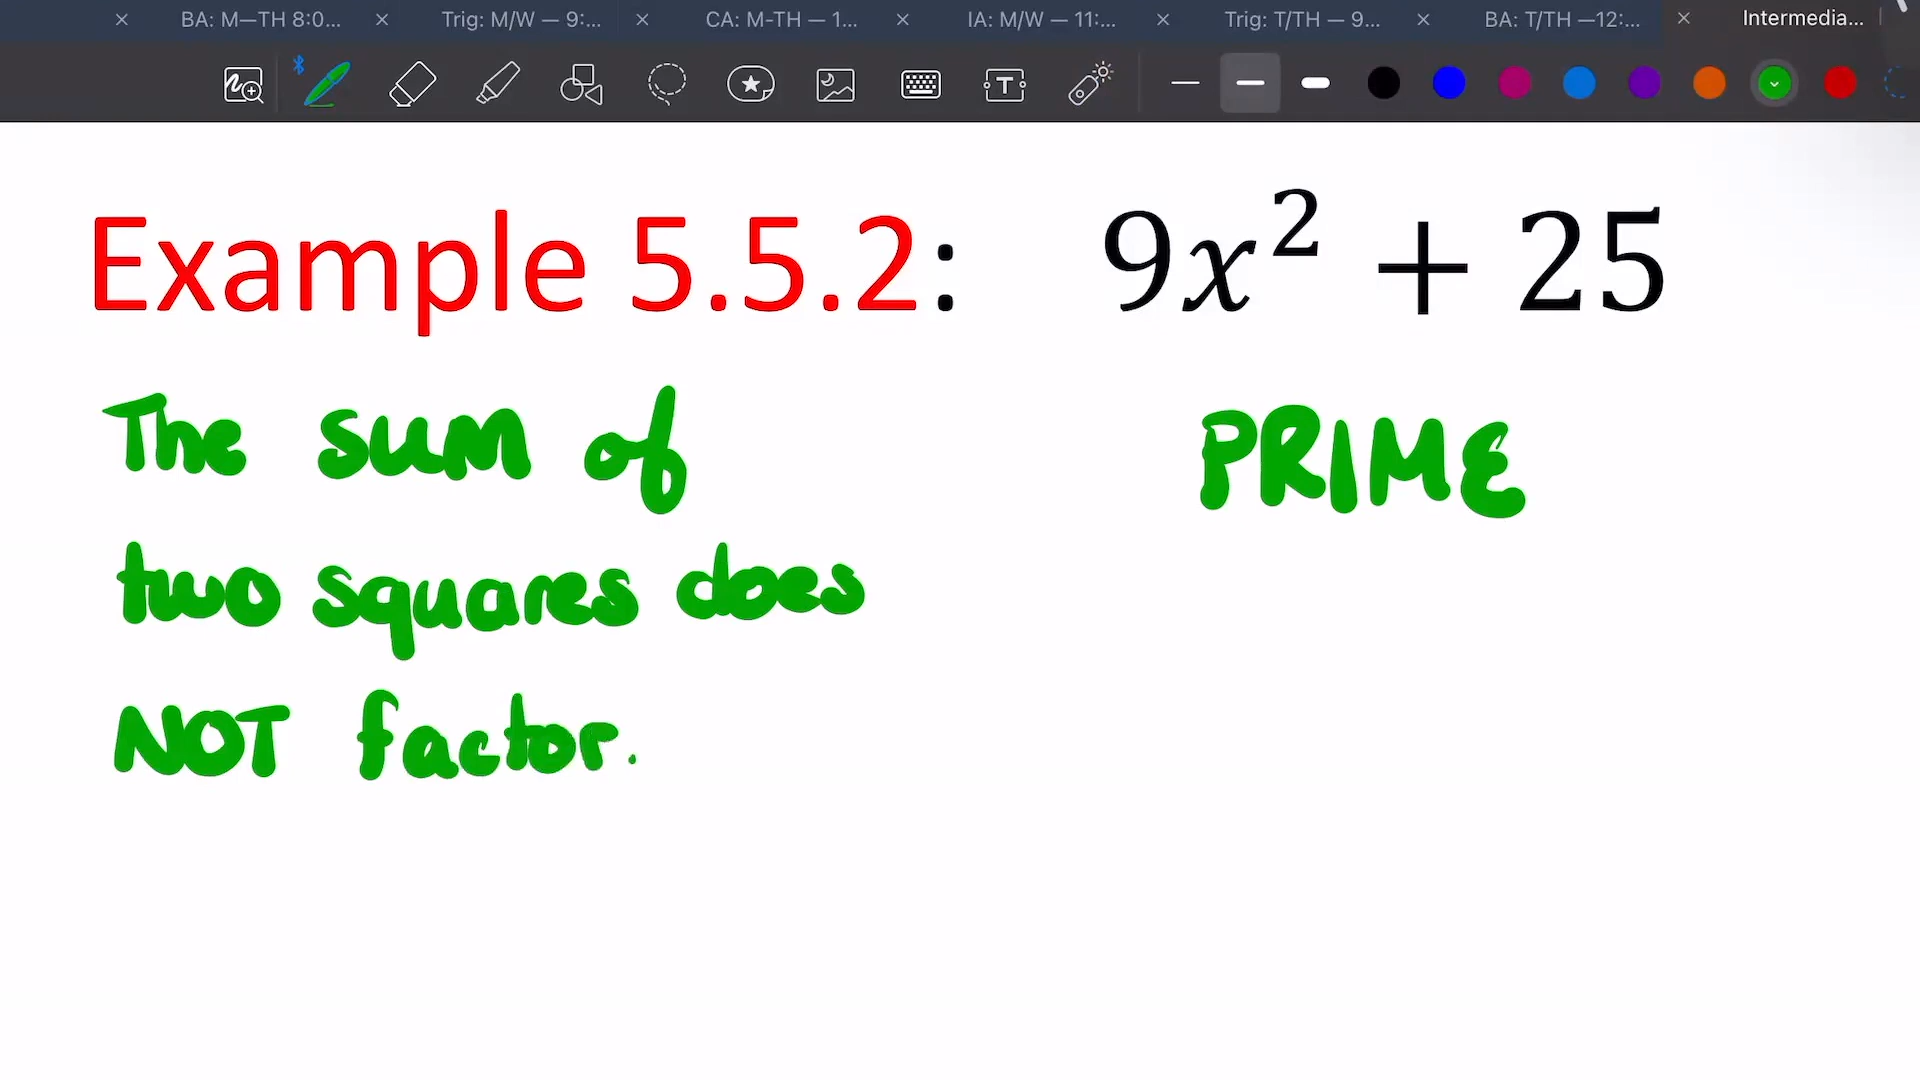 BA: M—TH 8:0... Trig: M/W — 9:... CA: M-TH — 1... IA: M/W — 11:... Trig: T/TH — 9... BA: T/TH —12:... Intermedia...
Example 5.5.2: 9x² + 25
The sum of PRIME
two squares does
NOT factor.